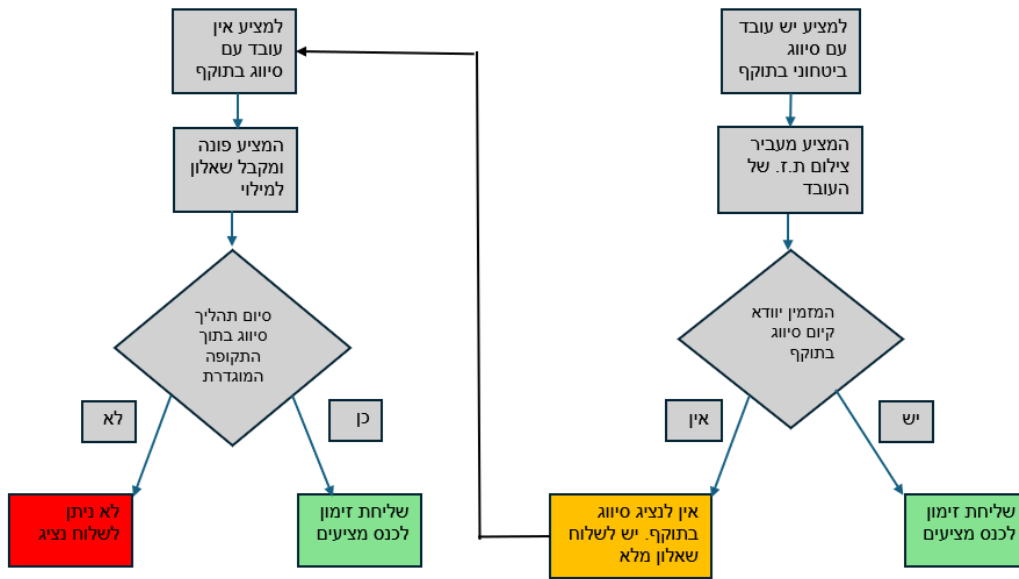 למציע יש עובד
עם סיווג
ביטחוני בתוקף
המציע מעביר
צילום ת.ז. של
העובד
המזמין יוודא
קיום סיווג
בתוקף
יש
אין
שליחת זימון
לכנס מציעים
אין לנציג סיווג
בתוקף. יש לשלוח
שאלון מלא
למציע אין
עובד עם
סיווג בתוקף
המציע פונה
ומקבל שאלון
למילוי
סיום תהליך
סיווג בתוך
התקופה
המוגדרת
כן
לא
שליחת זימון
לכנס מציעים
לא ניתן
לשלוח נציג